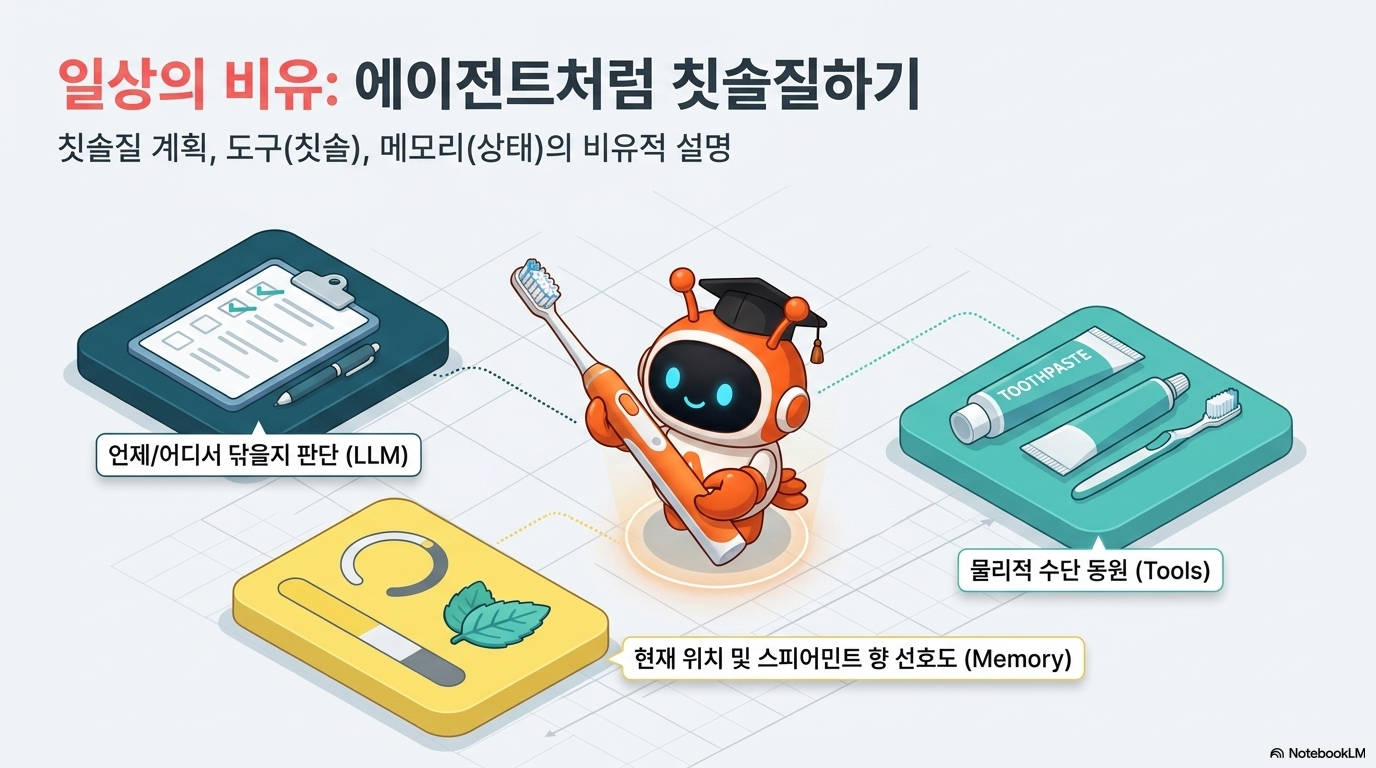 일상의 비유: 에이전트처럼 칫솔질하기
칫솔질 계획, 도구(칫솔), 메모리(상태)의 비유적 설명
TOOTHPASTE
언제/어디서 닦을지 판단 (LLM)
물리적 수단 동원 (Tools)
현재 위치 및 스피어민트 향 선호도 (Memory)
NotebookLM